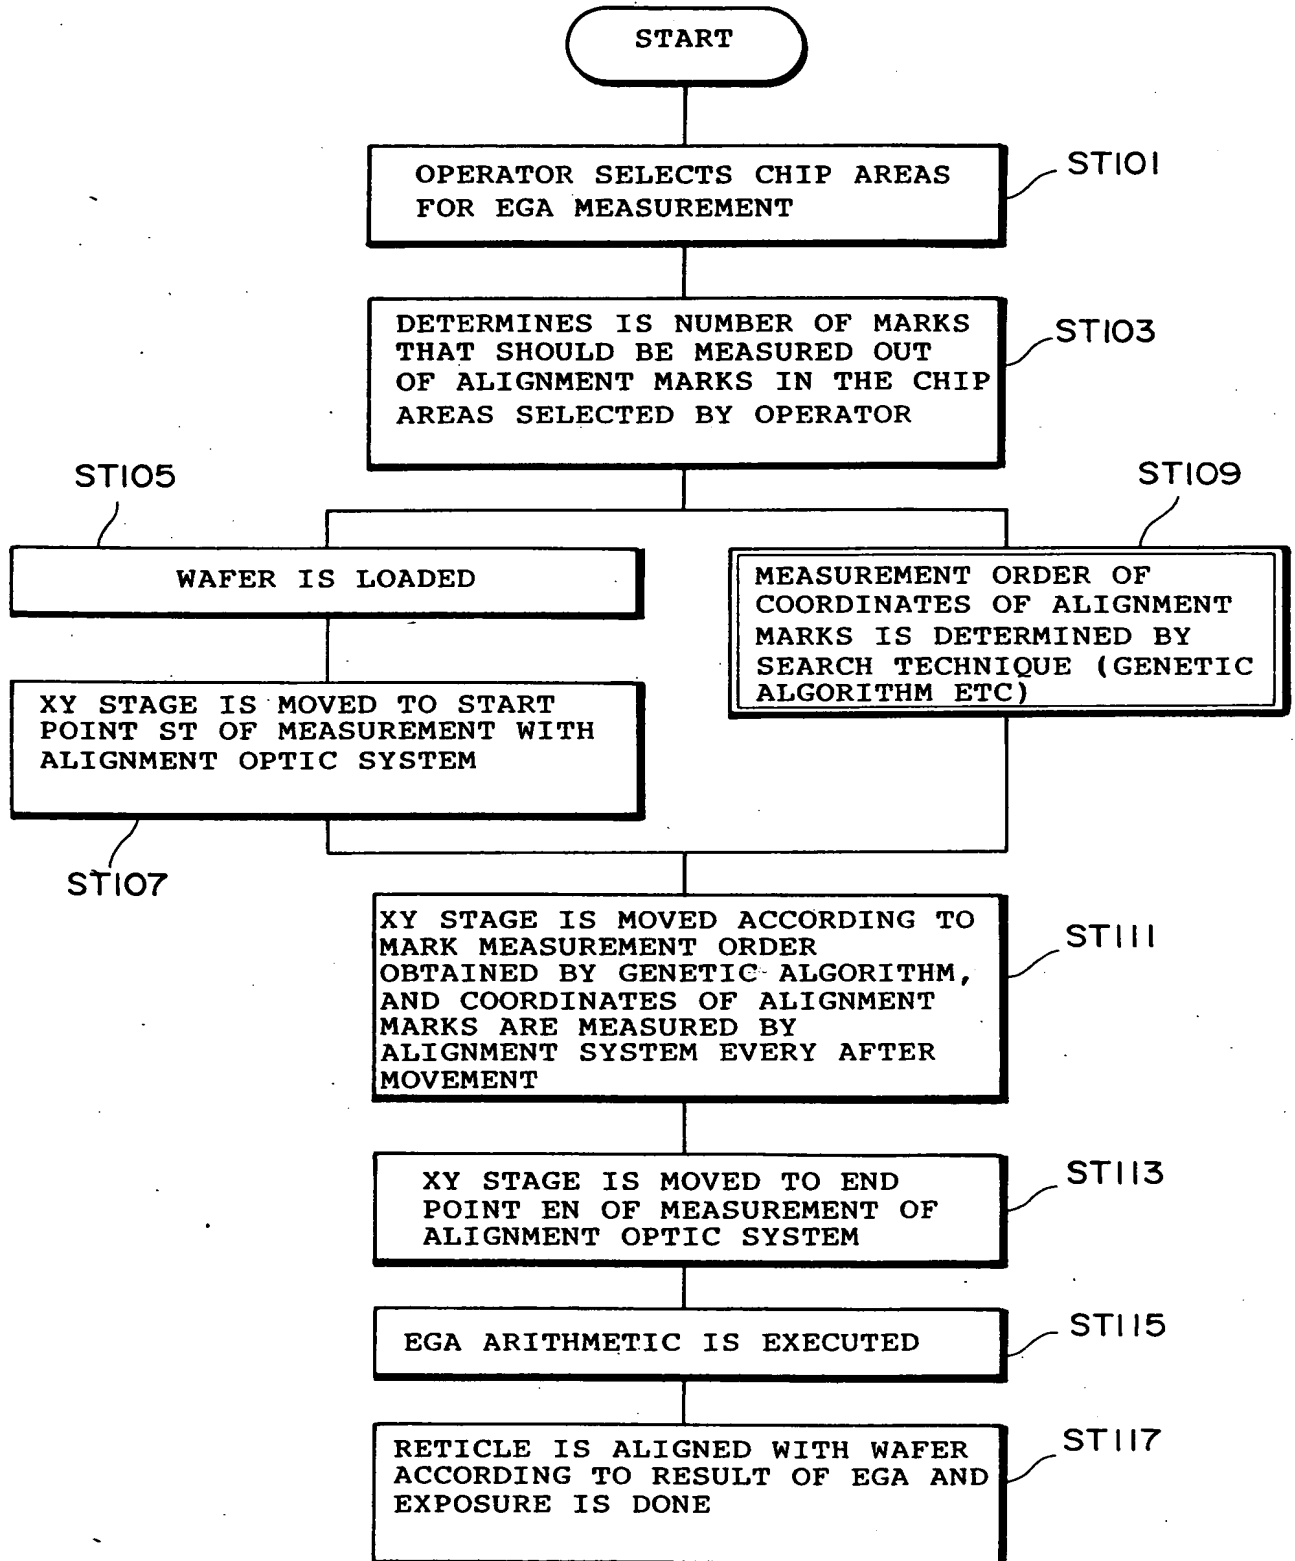 START
OPERATOR SELECTS CHIP AREAS
FOR EGA MEASUREMENT
ST101
DETERMINES IS NUMBER OF MARKS
THAT SHOULD BE MEASURED OUT
OF ALIGNMENT MARKS IN THE CHIP
AREAS SELECTED BY OPERATOR
ST103
ST105
WAFER IS LOADED
XY STAGE IS MOVED TO START
POINT ST OF MEASUREMENT WITH
ALIGNMENT OPTIC SYSTEM
ST107
ST109
MEASUREMENT ORDER OF
COORDINATES OF ALIGNMENT
MARKS IS DETERMINED BY
SEARCH TECHNIQUE (GENETIC
ALGORITHM ETC)
XY STAGE IS MOVED ACCORDING TO
MARK MEASUREMENT ORDER
OBTAINED BY GENETIC ALGORITHM,
AND COORDINATES OF ALIGNMENT
MARKS ARE MEASURED BY
ALIGNMENT SYSTEM EVERY AFTER
MOVEMENT
ST111
XY STAGE IS MOVED TO END
POINT EN OF MEASUREMENT OF
ALIGNMENT OPTIC SYSTEM
ST113
EGA ARITHMETIC IS EXECUTED
ST115
RETICLE IS ALIGNED WITH WAFER
ACCORDING TO RESULT OF EGA AND
EXPOSURE IS DONE
ST117